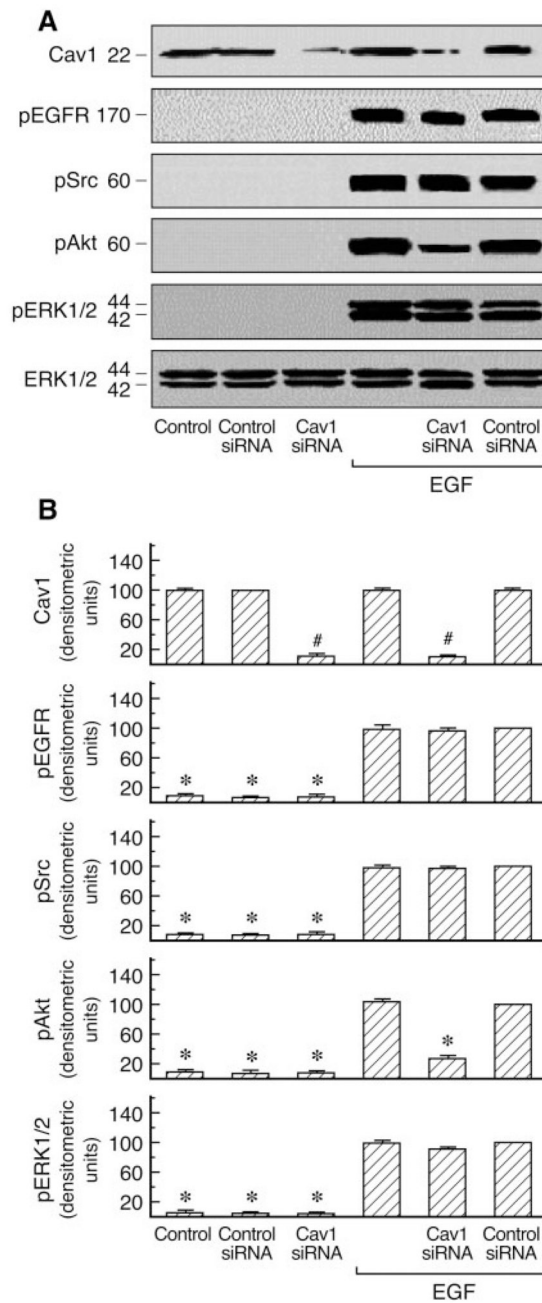 A
Cav1 22 –
pEGFR 170 –
pSrc 60 –
pAkt 60 –
pERK1/2 44 –
42 –
ERK1/2 44 –
42 –
Control Control siRNA Cav1 siRNA Cav1 siRNA Control siRNA
EGF
B
Cav1 (densitometric units)
140
100
60
20
# #
pEGFR (densitometric units)
140
100
60
20
* * *
pSrc (densitometric units)
140
100
60
20
* * *
pAkt (densitometric units)
140
100
60
20
* * * *
pERK1/2 (densitometric units)
140
100
60
20
* * *
Control Control siRNA Cav1 siRNA Cav1 siRNA Control siRNA
EGF